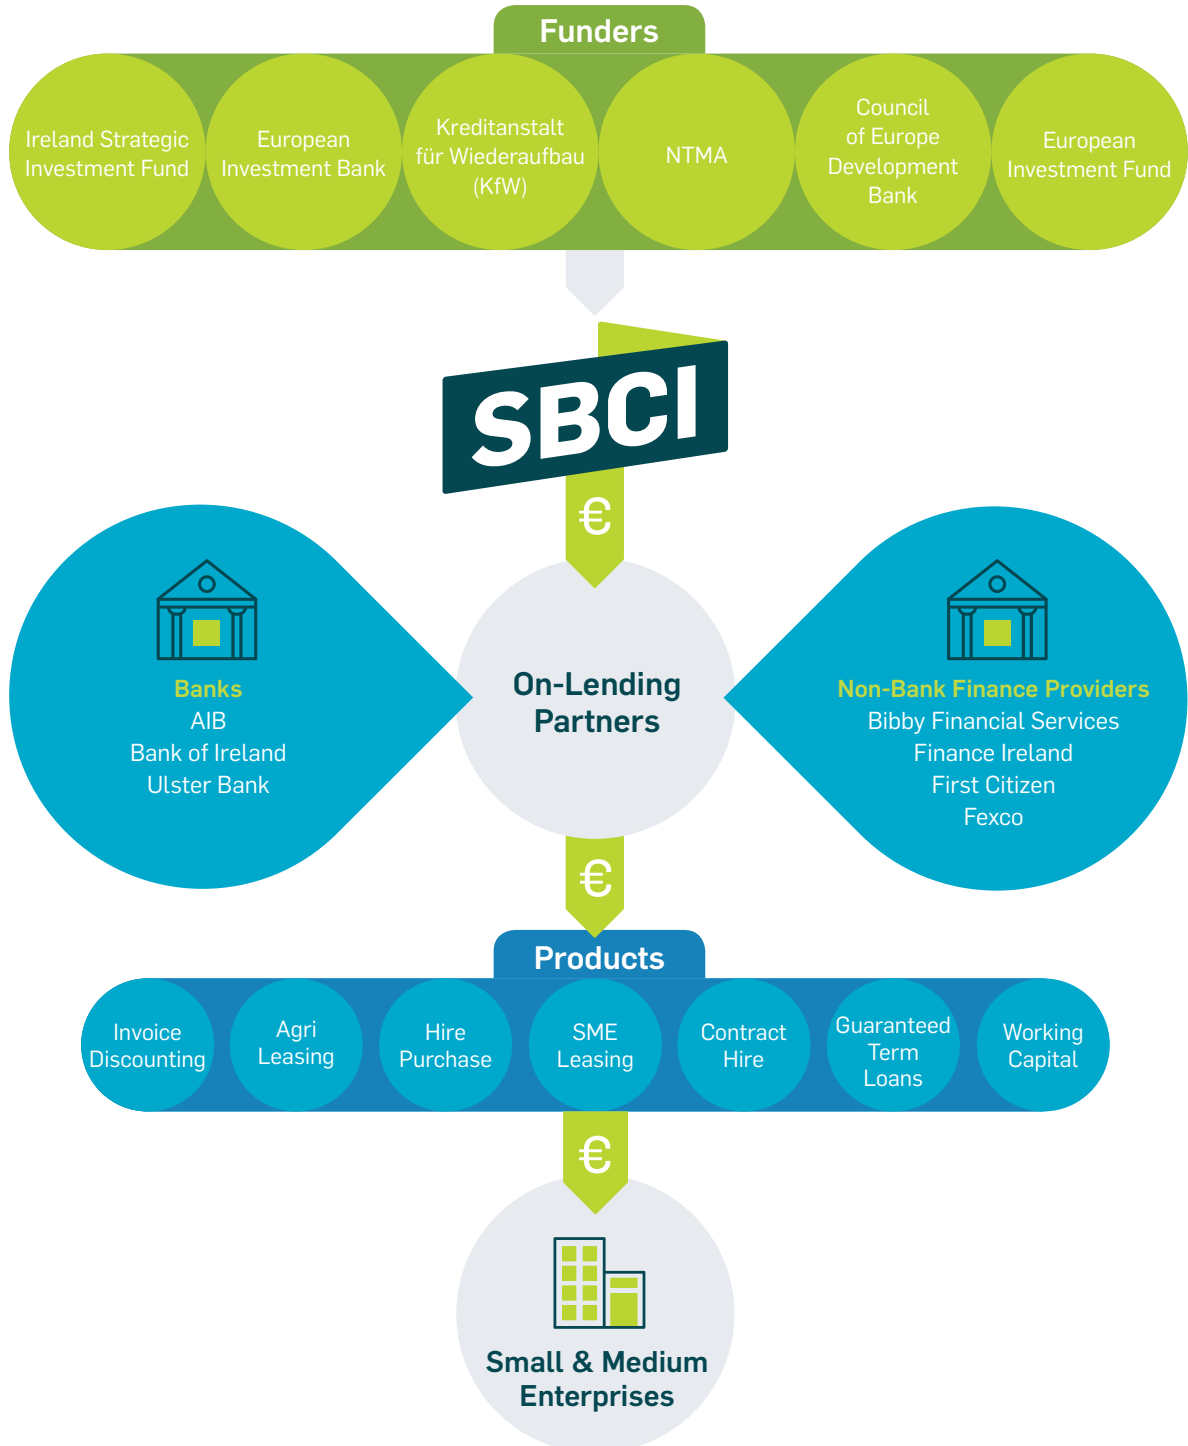 Funders
Ireland Strategic
Investment Fund
European
Investment Bank
Kreditanstalt
für Wiederaufbau
(KfW)
NTMA
Council
of Europe
Development
Bank
European
Investment Fund
SBCI
€
Banks
AIB
Bank of Ireland
Ulster Bank
On-Lending
Partners
Non-Bank Finance Providers
Bibby Financial Services
Finance Ireland
First Citizen
Fexco
€
Products
Invoice
Discounting
Agri
Leasing
Hire
Purchase
SME
Leasing
Contract
Hire
Guaranteed
Term
Loans
Working
Capital
€
Small & Medium
Enterprises